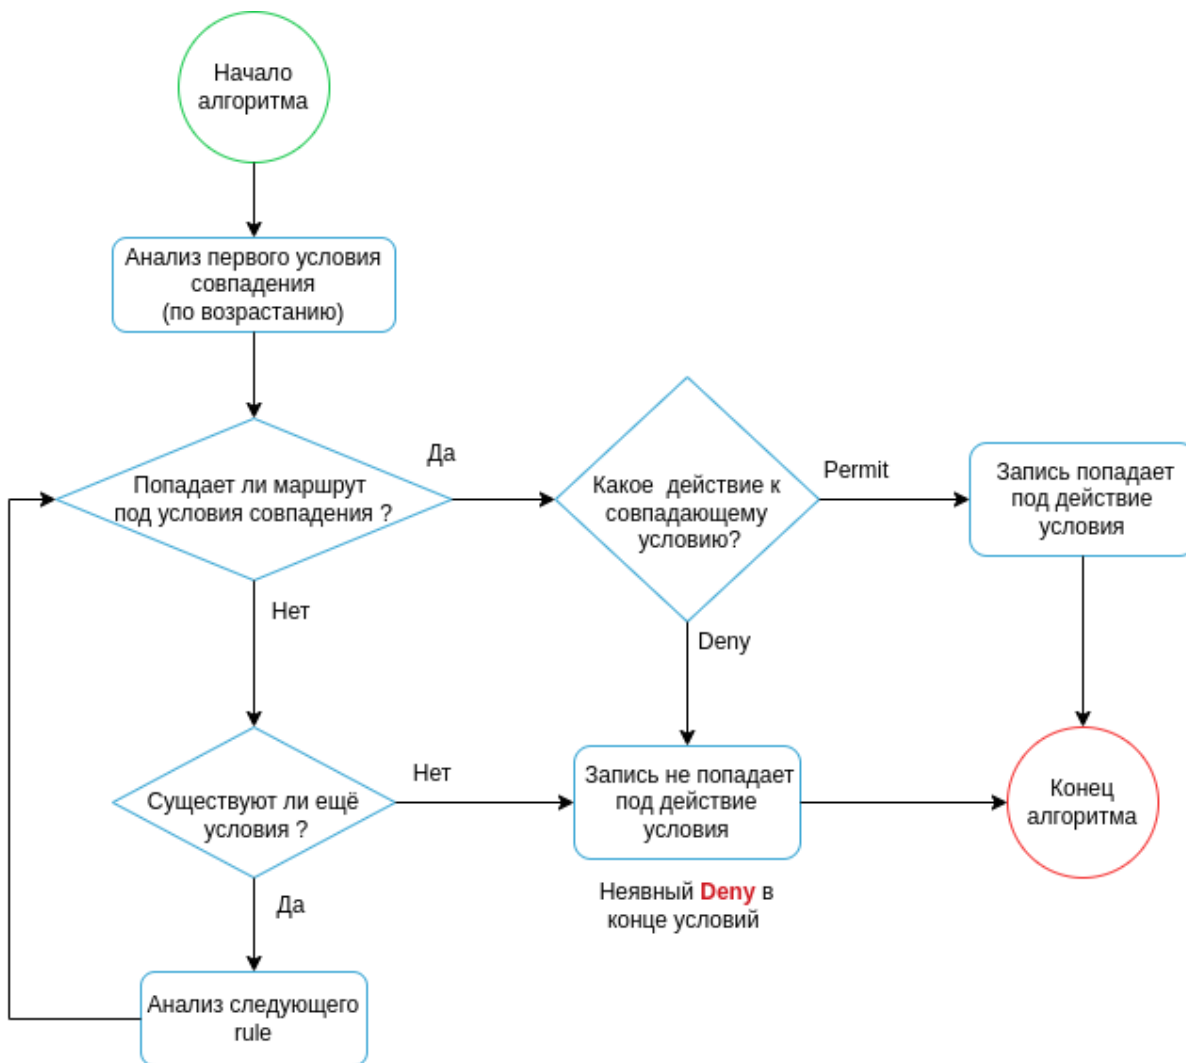 Начало
алгоритма
Анализ первого условия
совпадения
(по возрастанию)
Попадает ли маршрут
под условия совпадения ?
Да
Какое действие к
совпадающему
условию?
Permit
Запись попадает
под действие
условия
Нет
Deny
Существуют ли ещё
условия ?
Нет
Запись не попадает
под действие
условия
Конец
алгоритма
Неявный Deny в
конце условий
Да
Анализ следующего
rule